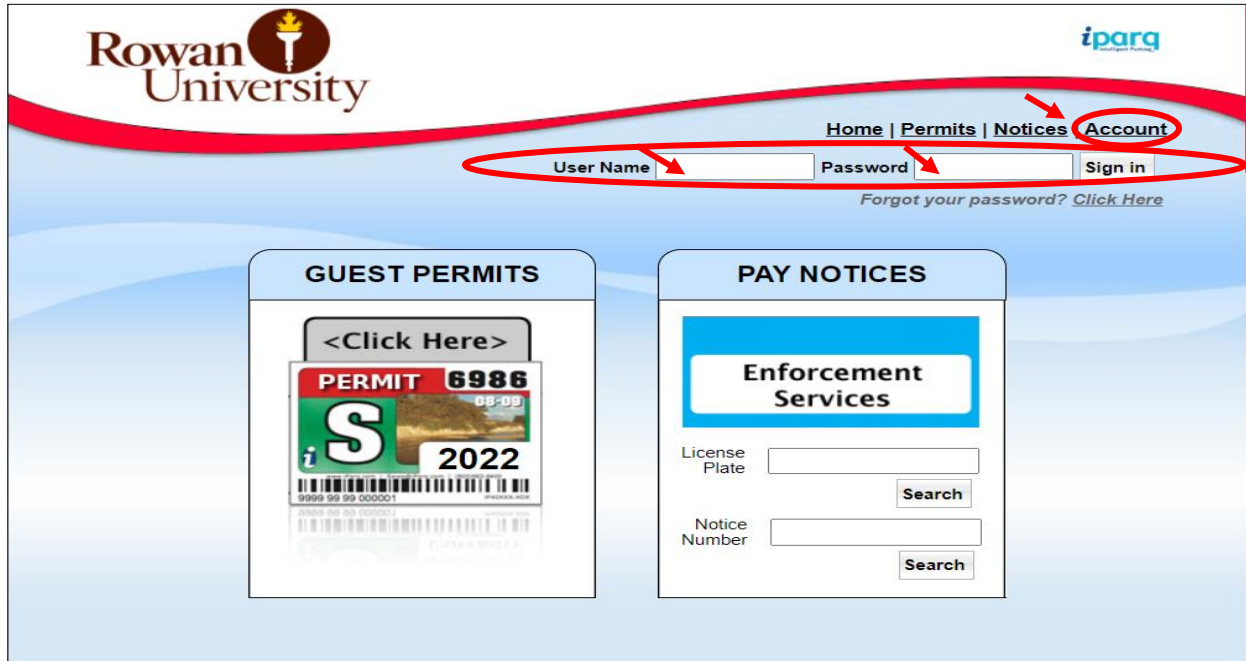 Rowan
University
iparq
Home | Permits | Notices | Account
User Name Password Sign in
Forgot your password? Click Here
GUEST PERMITS
<Click Here>
PERMIT 6986
08-09
S
i
2022
9999 99 99 000001
PAY NOTICES
Enforcement
Services
License
Plate
Search
Notice
Number
Search